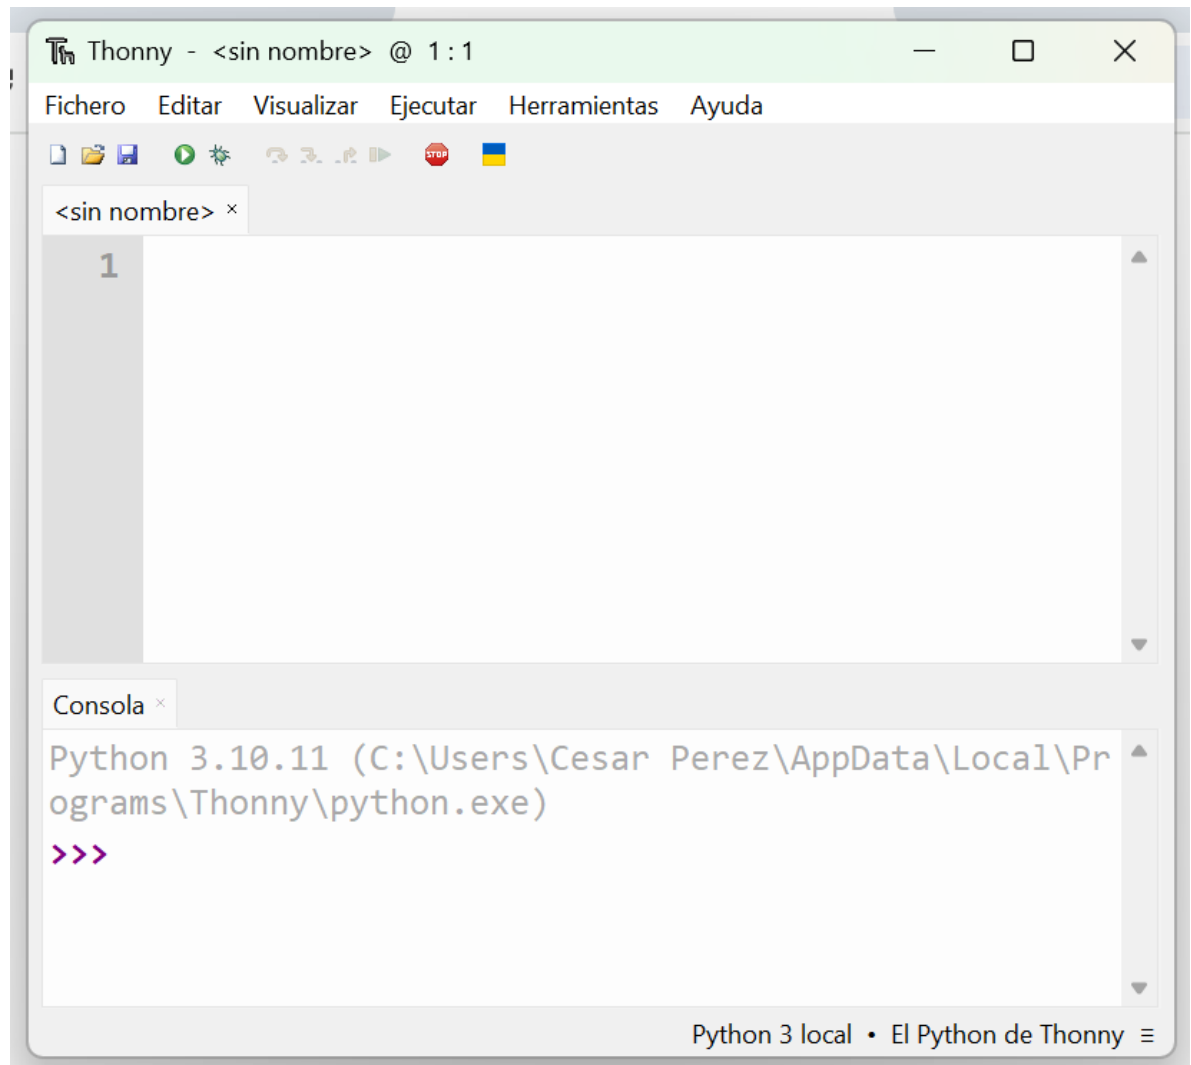 Thonny - <sin nombre> @ 1 : 1
Fichero Editar Visualizar Ejecutar Herramientas Ayuda
STOP
<sin nombre> ×
1
Consola ×
Python 3.10.11 (C:\Users\Cesar Perez\AppData\Local\Pr
ograms\Thonny\python.exe)
>>>
Python 3 local • El Python de Thonny ≡